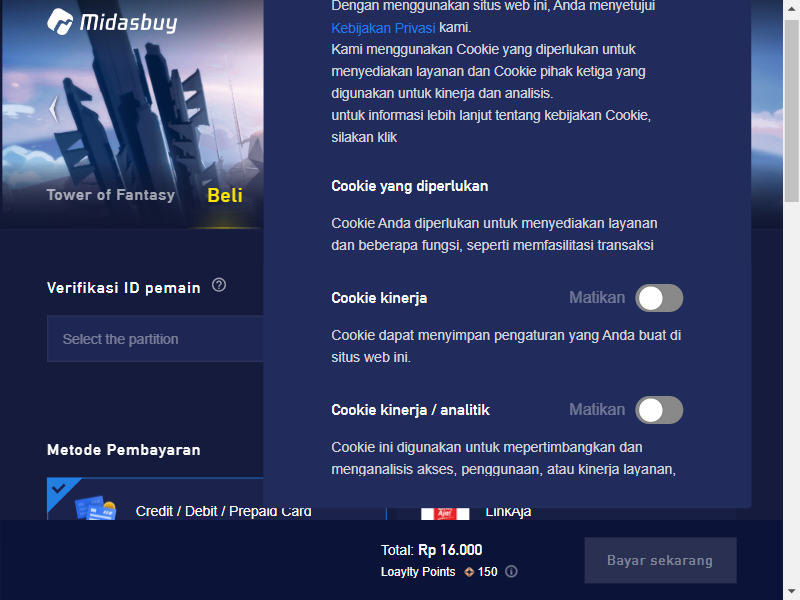 Midasbuy
Dengan menggunakan situs web ini, Anda menyetujui
Kebijakan Privasi kami.
Kami menggunakan Cookie yang diperlukan untuk
menyediakan layanan dan Cookie pihak ketiga yang
digunakan untuk kinerja dan analisis.
untuk informasi lebih lanjut tentang kebijakan Cookie,
silakan klik
Tower of Fantasy
Beli
Cookie yang diperlukan
Cookie Anda diperlukan untuk menyediakan layanan
dan beberapa fungsi, seperti memfasilitasi transaksi
Verifikasi ID pemain
Select the partition
Cookie kinerja
Matikan
Cookie dapat menyimpan pengaturan yang Anda buat di
situs web ini.
Cookie kinerja / analitik
Matikan
Cookie ini digunakan untuk mepertimbangkan dan
menganalisis akses, penggunaan, atau kinerja layanan,
Metode Pembayaran
Credit / Debit / Prepaid Card
LinkAja
Total: Rp 16.000
Loaylty Points 150
Bayar sekarang